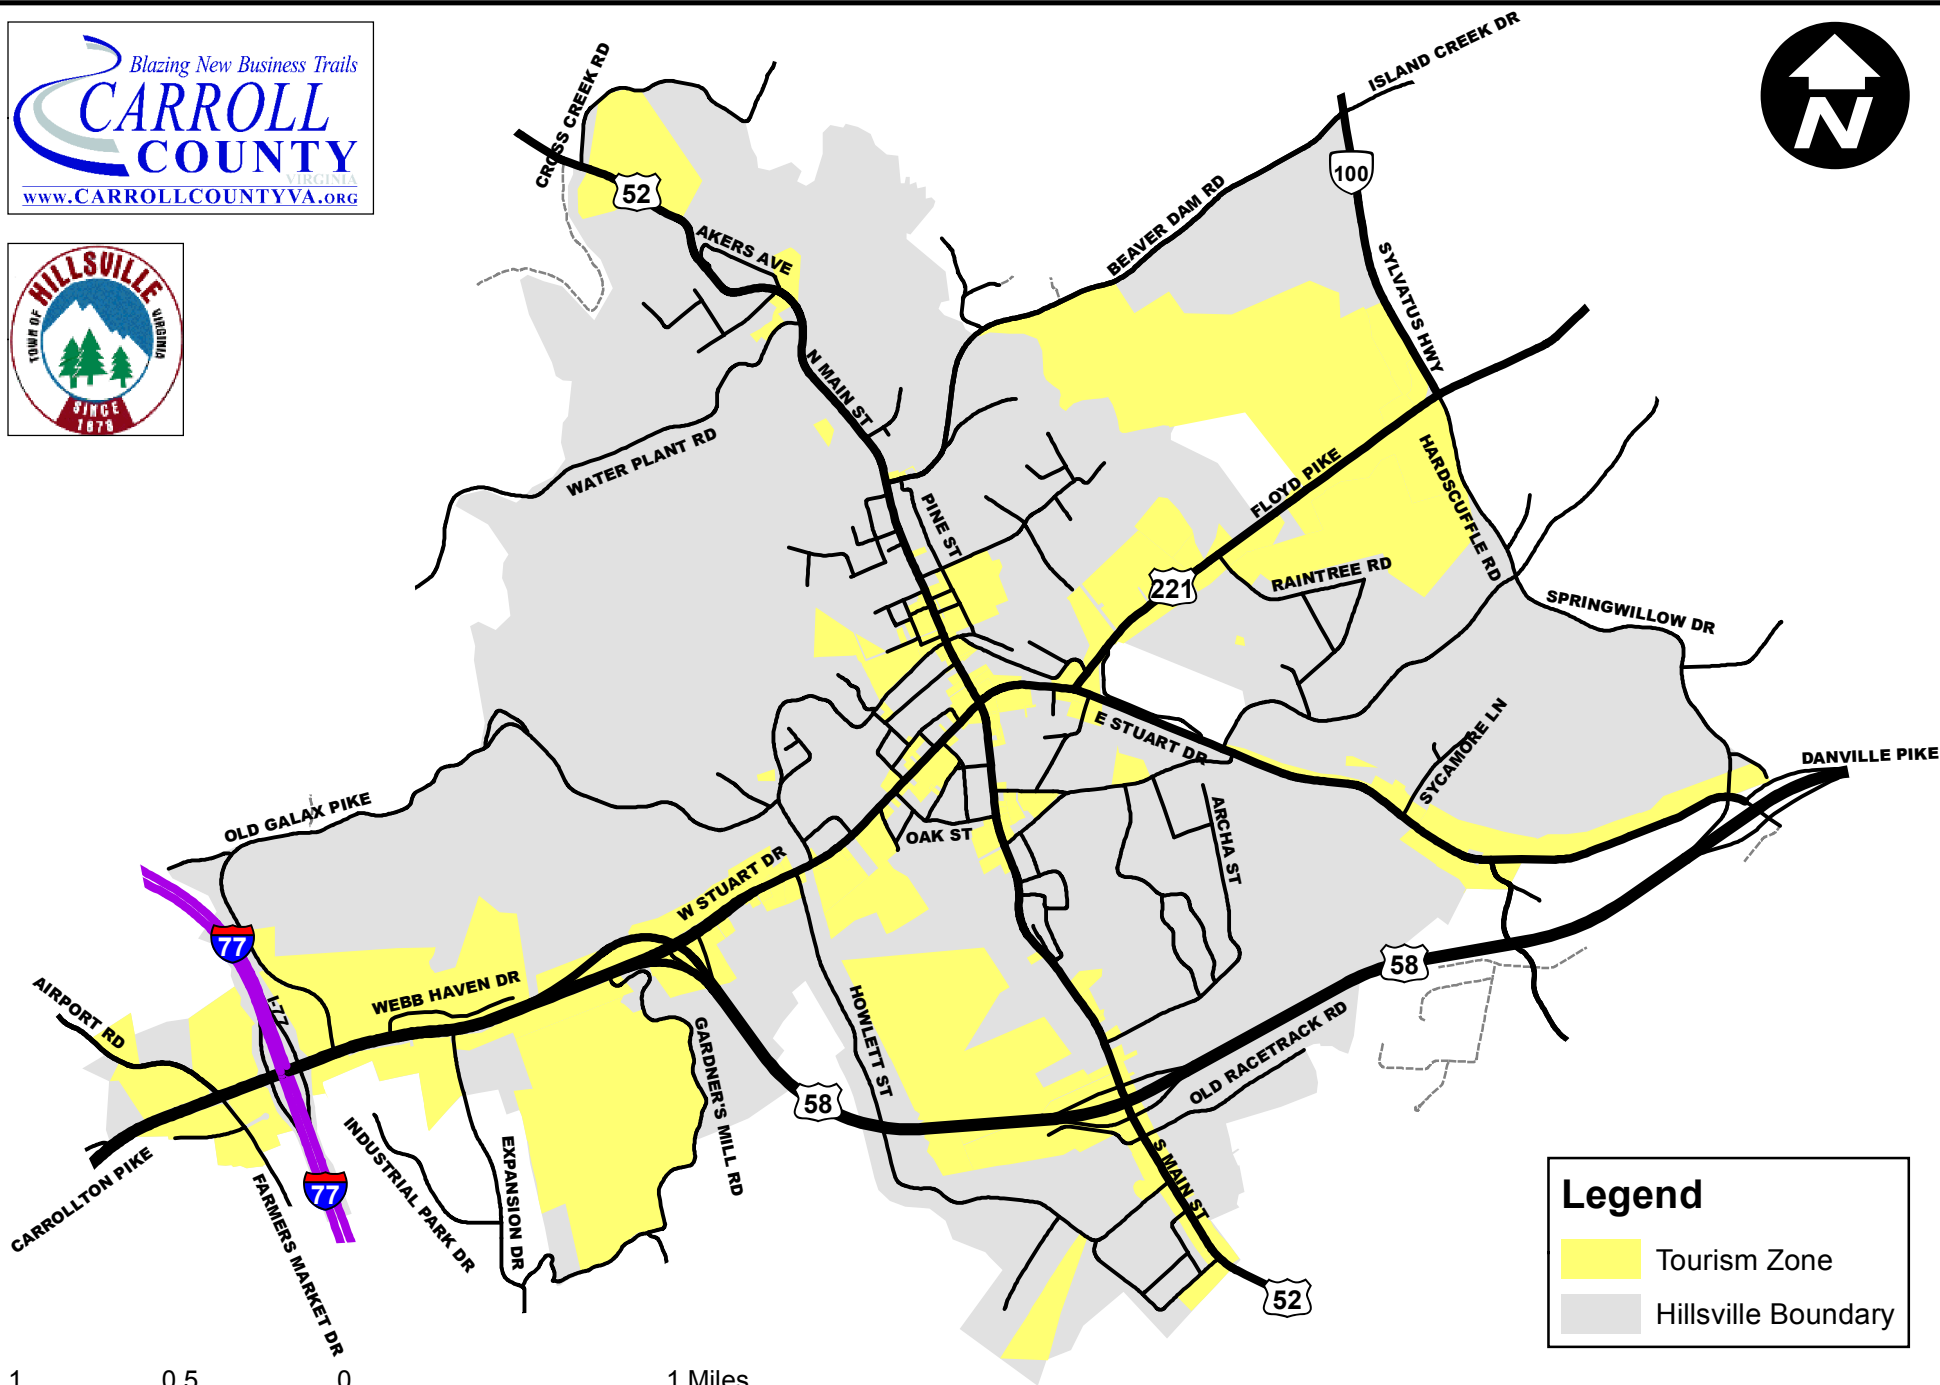 Blazing New Business Trails
CARROLL
COUNTY
VIRGINIA
www.CARROLLCOUNTYVA.ORG
TOWN OF
HILLSVILLE
VIRGINIA
SINCE
1878
N
CROSS CREEK RD
ISLAND CREEK DR
100
52
AKERS AVE
BEAVER DAM RD
SYLVATUS HWY
N MAIN ST
WATER PLANT RD
PINE ST
FLOYD PIKE
HARDSCUFFLE RD
221
RAINTREE RD
SPRINGWILLOW DR
E STUART DR
SYCAMORE LN
DANVILLE PIKE
OLD GALAX PIKE
OAK ST
ARCHA ST
W STUART DR
77
58
WEBB HAVEN DR
I-77
AIRPORT RD
HOWLETT ST
GARDNER'S MILL RD
OLD RACETRACK RD
58
CARROLLTON PIKE
77
FARMERS MARKET DR
INDUSTRIAL PARK DR
EXPANSION DR
S MAIN ST
52
Legend
Tourism Zone
Hillsville Boundary
1 0.5 0 1 Miles